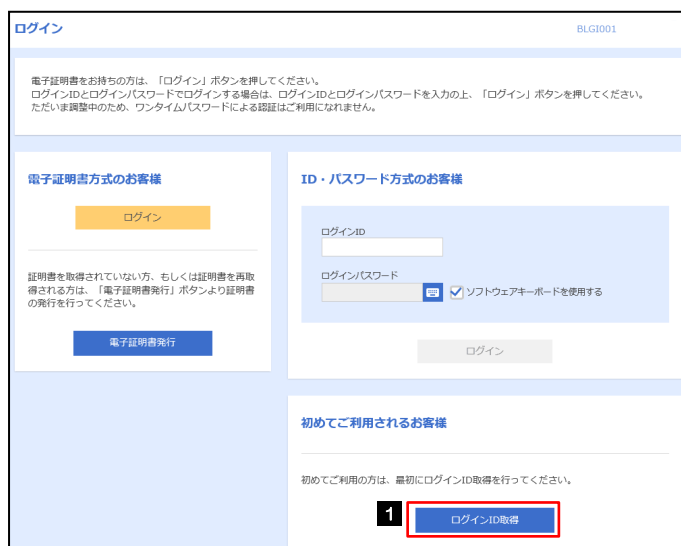 ログイン
BLGI001
電子証明書をお持ちの方は、「ログイン」ボタンを押してください。
ログインIDとログインパスワードでログインする場合は、ログインIDとログインパスワードを入力の上、「ログイン」ボタンを押してください。
ただいま調整中のため、ワンタイムパスワードによる認証はご利用になれません。
電子証明書方式のお客様
ログイン
証明書を取得されていない方、もしくは証明書を再取
得される方は、「電子証明書発行」ボタンより証明書
の発行を行ってください。
電子証明書発行
ID・パスワード方式のお客様
ログインID
ログインパスワード
ソフトウェアキーボードを使用する
ログイン
初めてご利用されるお客様
初めてご利用の方は、最初にログインID取得を行ってください。
1
ログインID取得